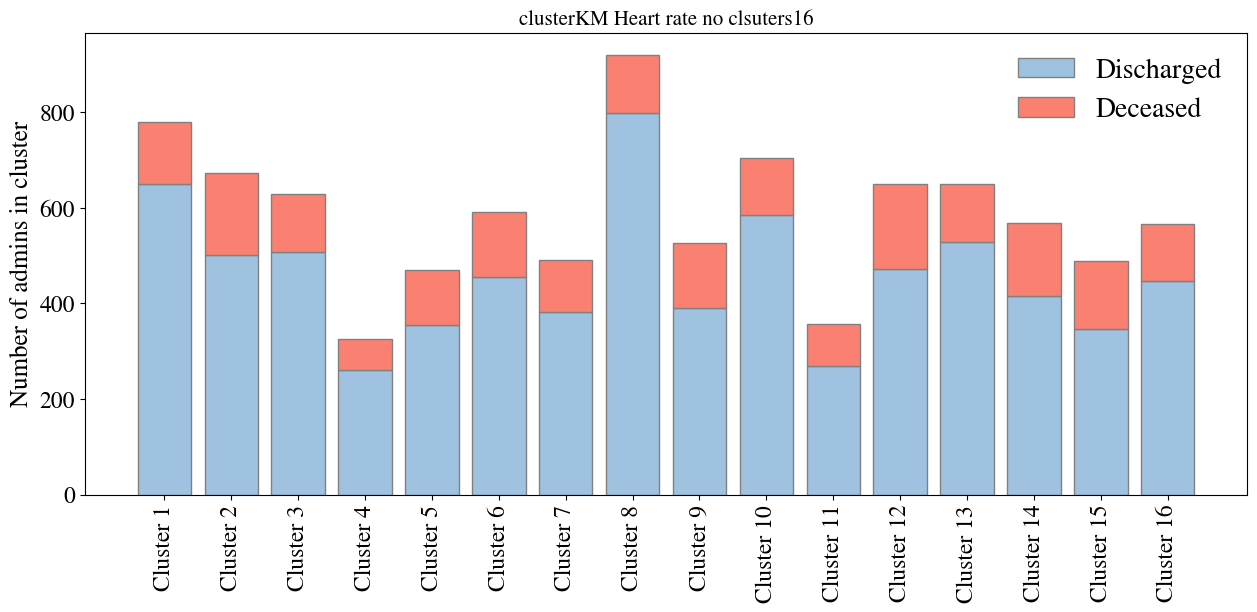 clusterKM Heart rate no clsuters16
Discharged
Deceased
Number of admins in cluster
800
600
400
200
0
Cluster 1
Cluster 2
Cluster 3
Cluster 4
Cluster 5
Cluster 6
Cluster 7
Cluster 8
Cluster 9
Cluster 10
Cluster 11
Cluster 12
Cluster 13
Cluster 14
Cluster 15
Cluster 16